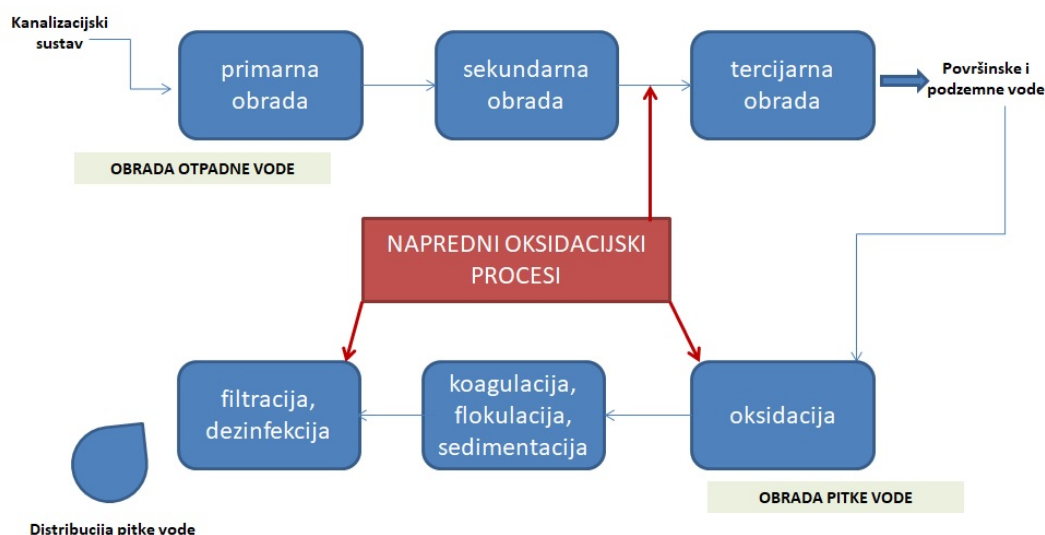 Kanalizacijski
sustav
primarna
obrada
sekundarna
obrada
tercijarna
obrada
Površinske i
podzemne vode
OBRADA OTPADNE VODE
NAPREDNI OKSIDACIJSKI
PROCESI
filtracija,
dezinfekcija
koagulacija,
flokulacija,
sedimentacija
oksidacija
OBRADA PITKE VODE
Distribucija pitke vode